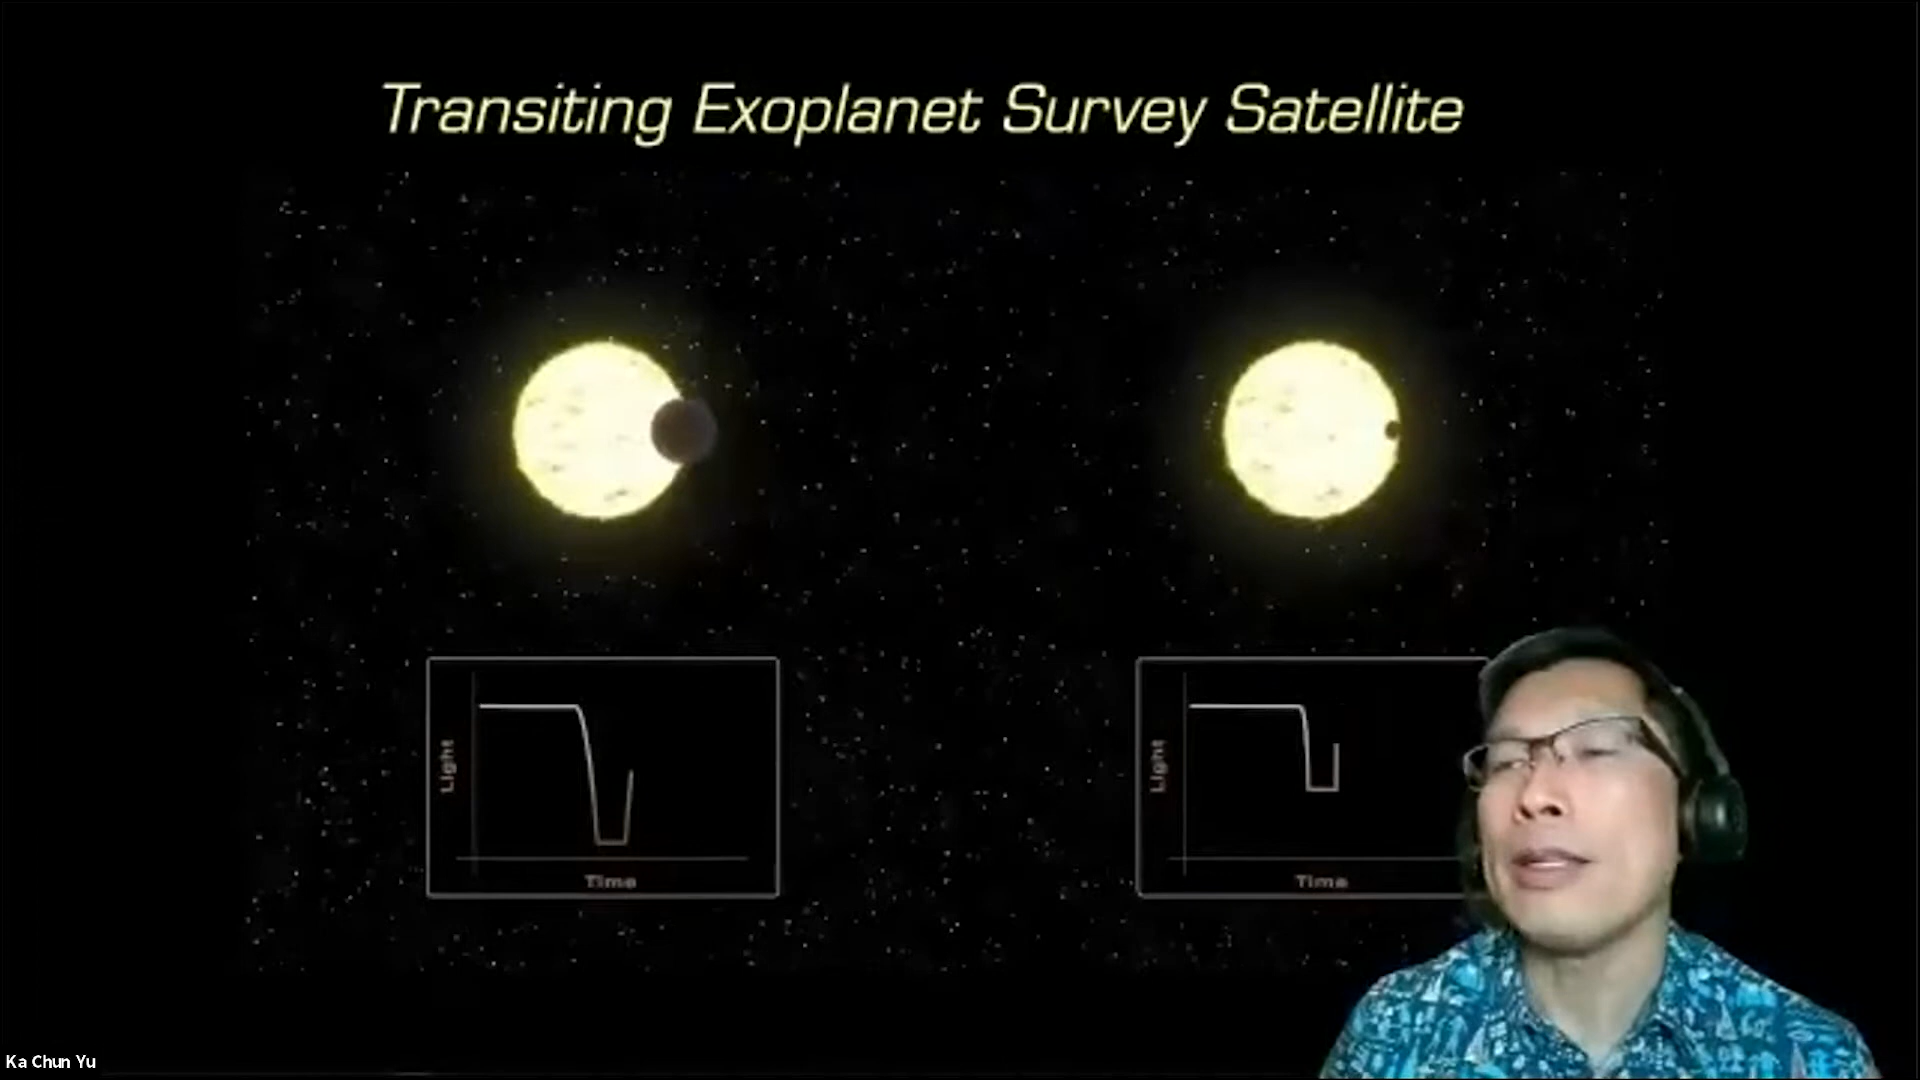 Transiting Exoplanet Survey Satellite
Light
Time
Light
Time
Ka Chun Yu